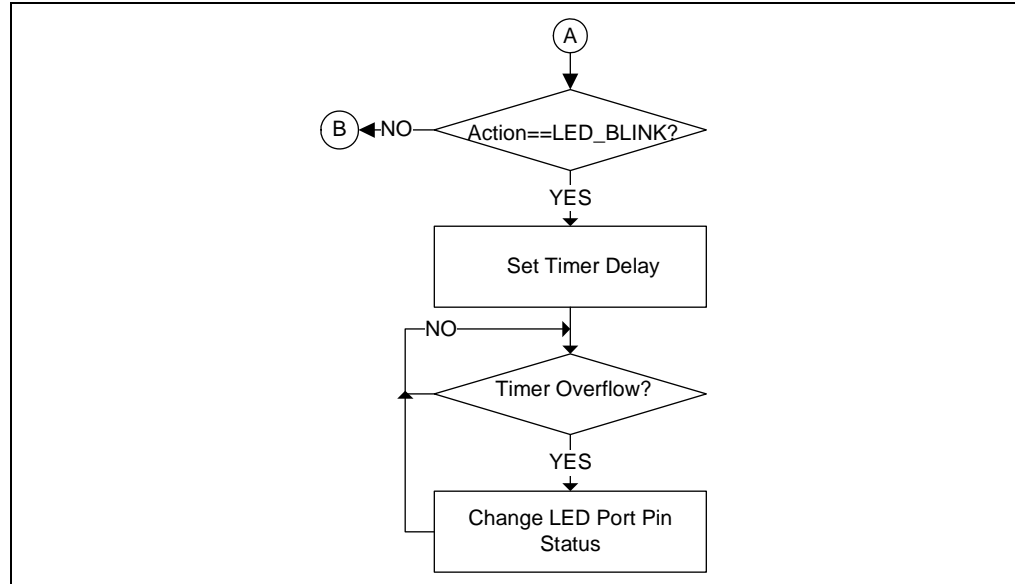 A
Action==LED_BLINK?
B
NO
YES
Set Timer Delay
NO
Timer Overflow?
YES
Change LED Port Pin
Status